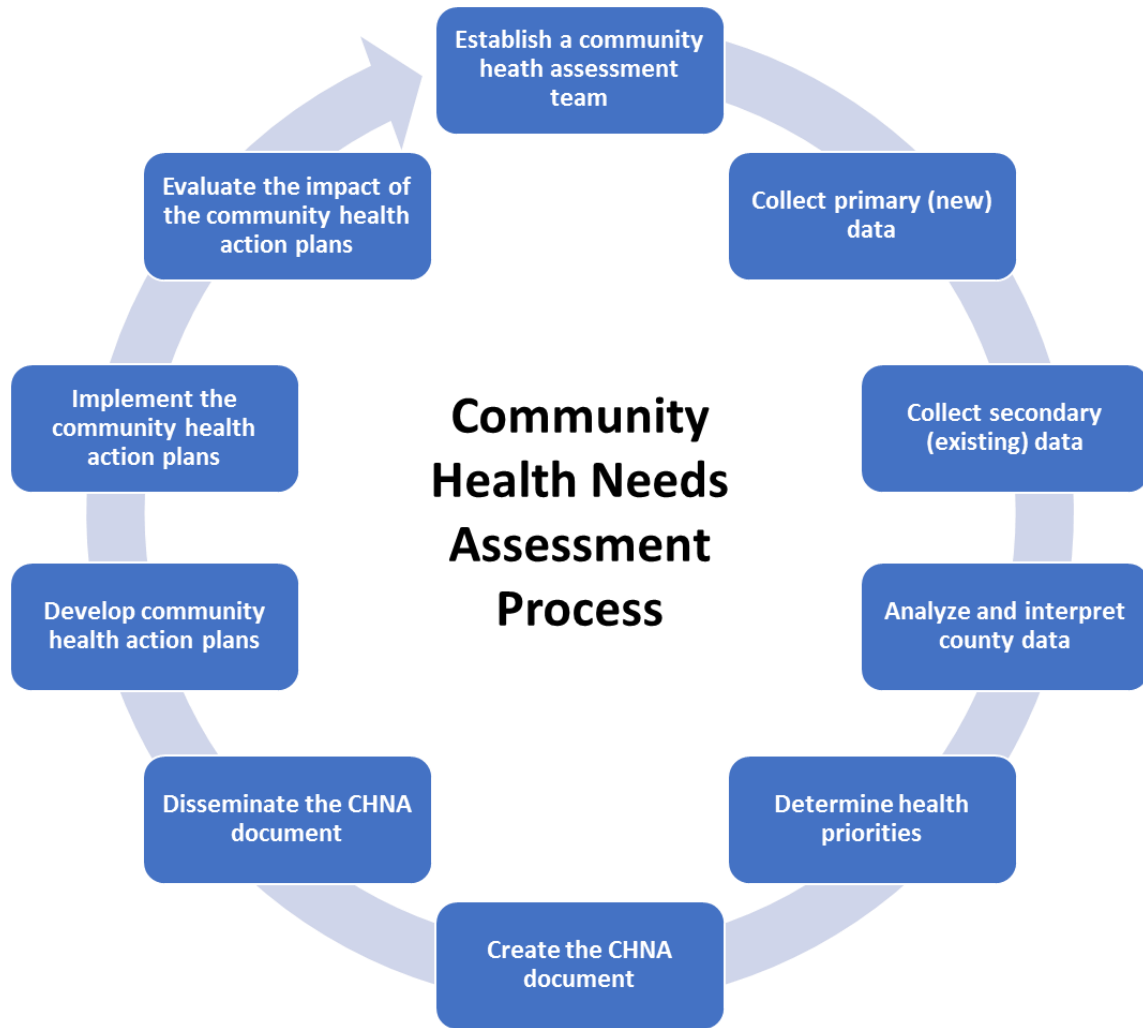 Establish a community
heath assessment
team
Collect primary (new)
data
Collect secondary
(existing) data
Analyze and interpret
county data
Determine health
priorities
Create the CHNA
document
Disseminate the CHNA
document
Develop community
health action plans
Implement the
community health
action plans
Evaluate the impact of
the community health
action plans
Community
Health Needs
Assessment
Process